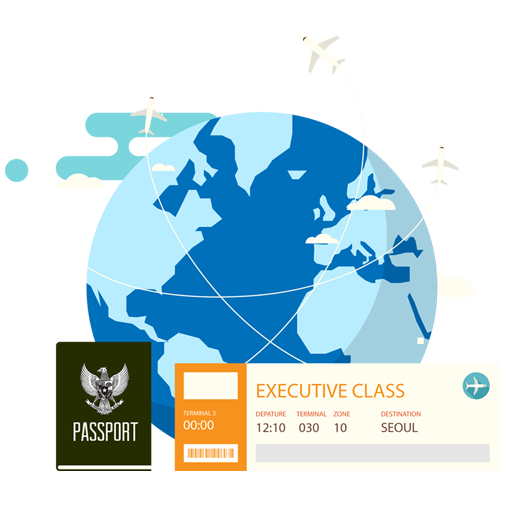 PASSPORT
TERMINAL 3
00:00
EXECUTIVE CLASS
DEPATURE TERMINAL ZONE DESTINATION
12:10 030 10 SEOUL